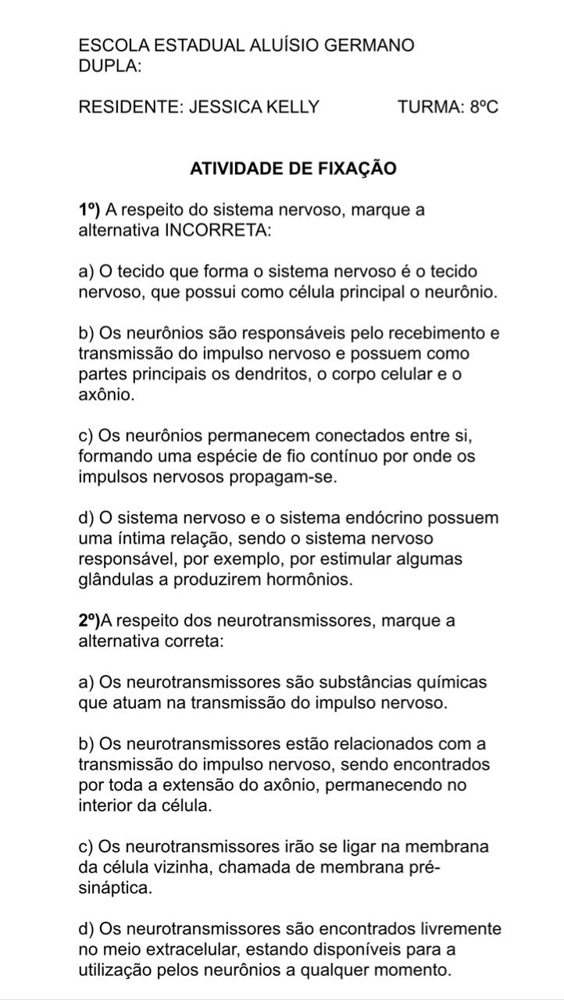 ESCOLA ESTADUAL ALUÍSIO GERMANO
DUPLA:
RESIDENTE: JESSICA KELLY TURMA: 8ºC
ATIVIDADE DE FIXAÇÃO
1º) A respeito do sistema nervoso, marque a
alternativa INCORRETA:
a) O tecido que forma o sistema nervoso é o tecido
nervoso, que possui como célula principal o neurônio.
b) Os neurônios são responsáveis pelo recebimento e
transmissão do impulso nervoso e possuem como
partes principais os dendritos, o corpo celular e o
axônio.
c) Os neurônios permanecem conectados entre si,
formando uma espécie de fio contínuo por onde os
impulsos nervosos propagam-se.
d) O sistema nervoso e o sistema endócrino possuem
uma íntima relação, sendo o sistema nervoso
responsável, por exemplo, por estimular algumas
glândulas a produzirem hormônios.
2º)A respeito dos neurotransmissores, marque a
alternativa correta:
a) Os neurotransmissores são substâncias químicas
que atuam na transmissão do impulso nervoso.
b) Os neurotransmissores estão relacionados com a
transmissão do impulso nervoso, sendo encontrados
por toda a extensão do axônio, permanecendo no
interior da célula.
c) Os neurotransmissores irão se ligar na membrana
da célula vizinha, chamada de membrana pré-
sináptica.
d) Os neurotransmissores são encontrados livremente
no meio extracelular, estando disponíveis para a
utilização pelos neurônios a qualquer momento.